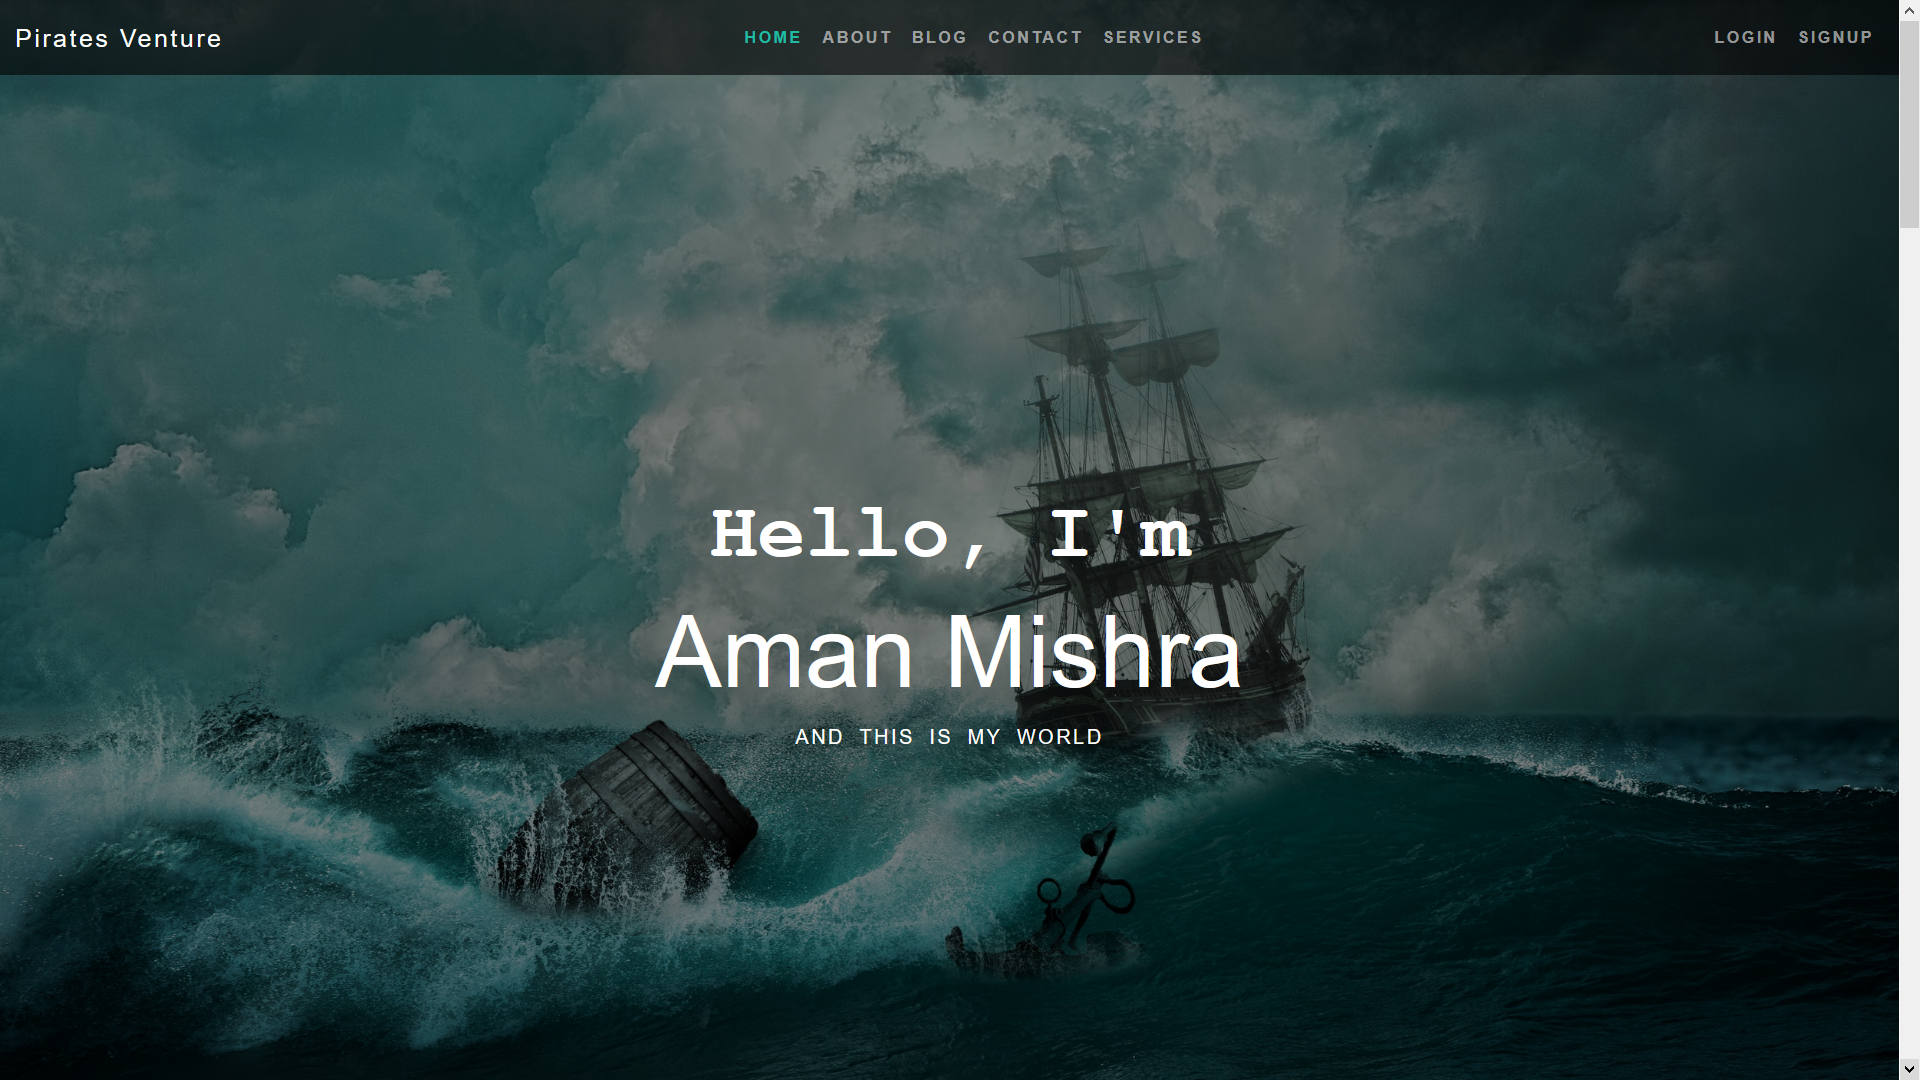 Pirates Venture
HOME ABOUT BLOG CONTACT SERVICES
LOGIN SIGNUP
Hello, I'm
Aman Mishra
AND THIS IS MY WORLD